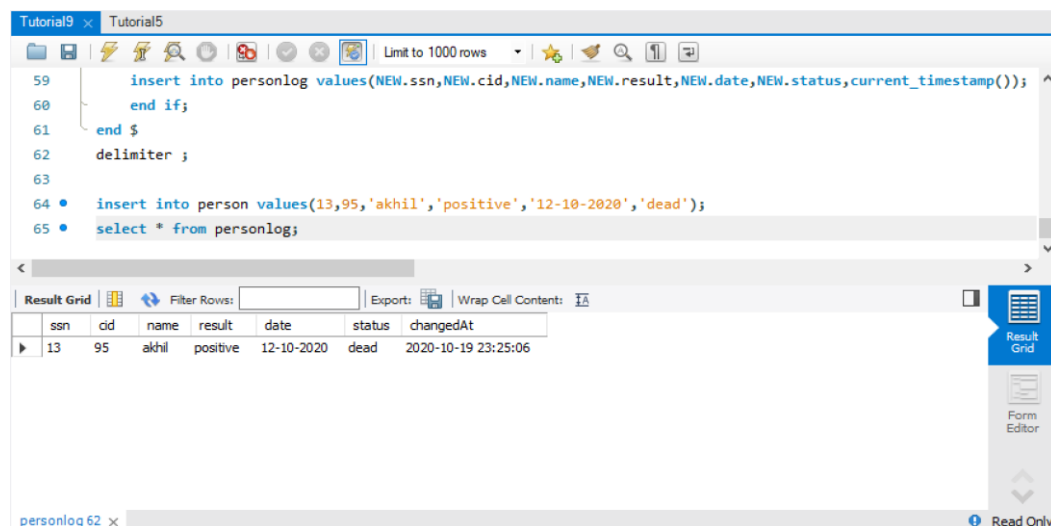 Tutorial9 × Tutorial5
Limit to 1000 rows
59 insert into personlog values(NEW.ssn,NEW.cid,NEW.name,NEW.result,NEW.date,NEW.status,current_timestamp());
60 end if;
61 end $
62 delimiter ;
63
64 insert into person values(13,95,'akhil','positive','12-10-2020','dead');
65 select * from personlog;
Result Grid Filter Rows: Export: Wrap Cell Content: IA
ssn cid name result date status changedAt
13 95 akhil positive 12-10-2020 dead 2020-10-19 23:25:06
Result
Grid
Form
Editor
personlog 62 × Read Only